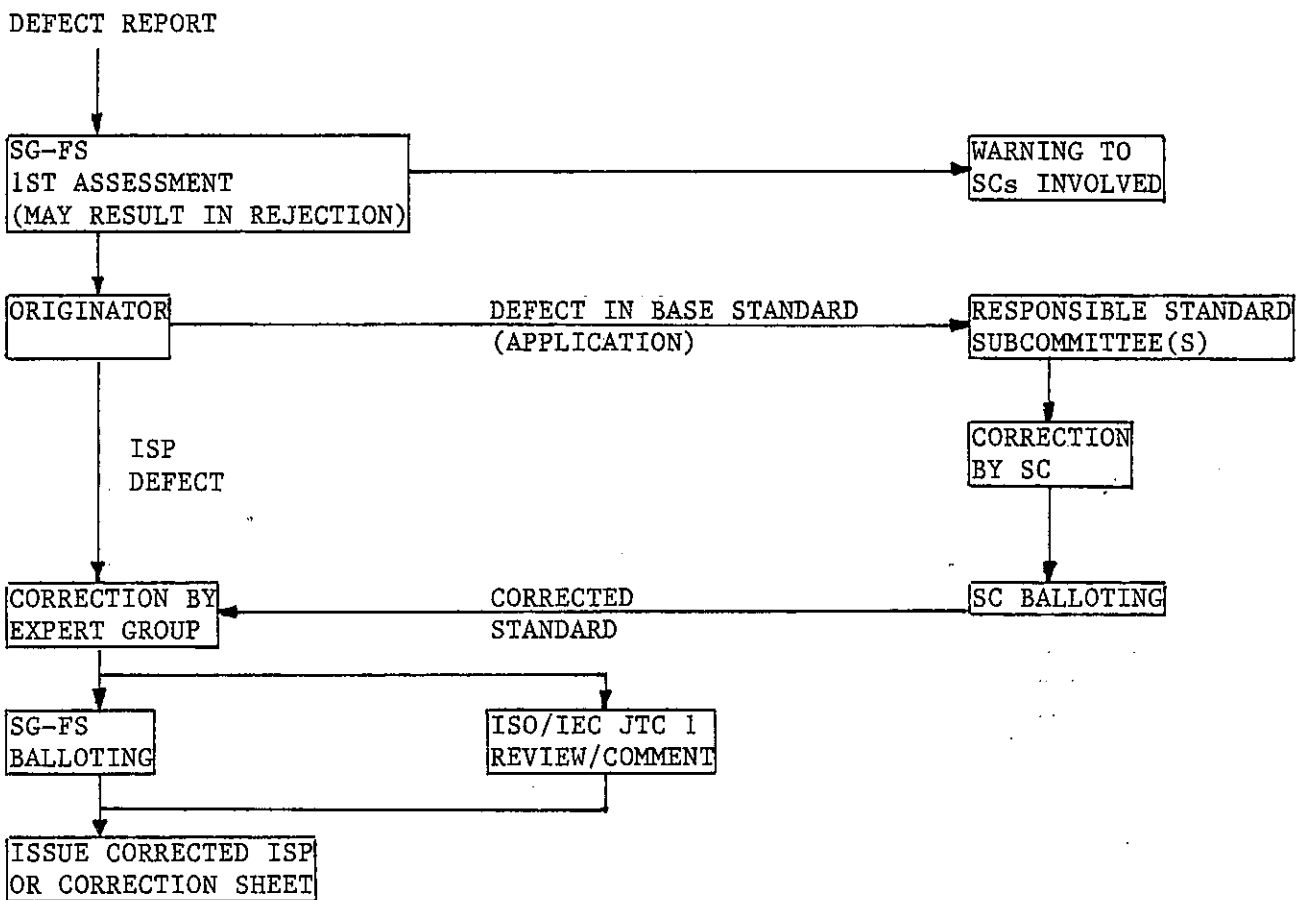 DEFECT REPORT
SG-FS
1ST ASSESSMENT
(MAY RESULT IN REJECTION)
WARNING TO
SCs INVOLVED
ORIGINATOR
DEFECT IN BASE STANDARD
(APPLICATION)
RESPONSIBLE STANDARD
SUBCOMMITTEE(S)
ISP
DEFECT
CORRECTION
BY SC
CORRECTION BY
EXPERT GROUP
CORRECTED
STANDARD
SC BALLOTING
SG-FS
BALLOTING
ISO/IEC JTC 1
REVIEW/COMMENT
ISSUE CORRECTED ISP
OR CORRECTION SHEET